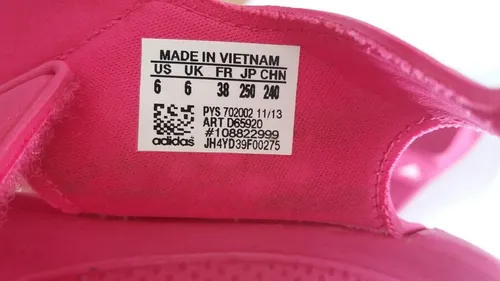 MADE IN VIETNAM
US UK FR JP CHN
6 6 38 250 240
PYS 702002 11/13
ART D65920
#108822999
adidas JH4YD39F00275